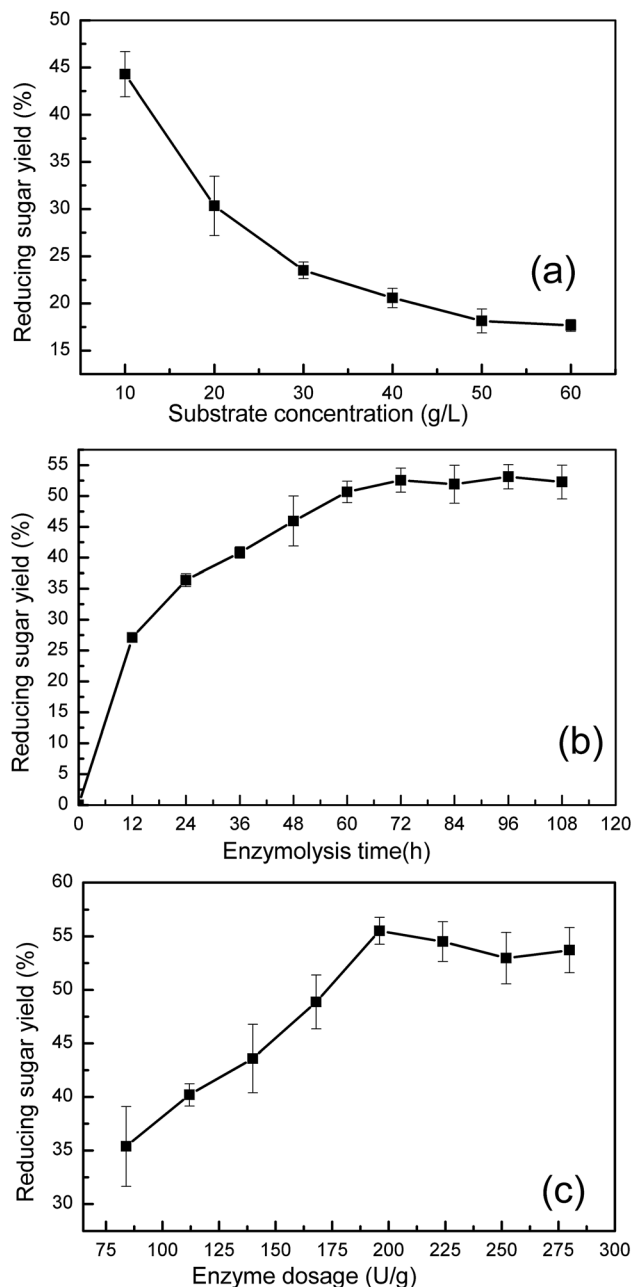 50
45
40
35
30
25
20
15
Reducing sugar yield (%)
(a)
10 20 30 40 50 60
Substrate concentration (g/L)
55
50
45
40
35
30
25
20
15
10
5
0
Reducing sugar yield (%)
(b)
0 12 24 36 48 60 72 84 96 108 120
Enzymolysis time(h)
60
55
50
45
40
35
30
Reducing sugar yield (%)
(c)
75 100 125 150 175 200 225 250 275 300
Enzyme dosage (U/g)